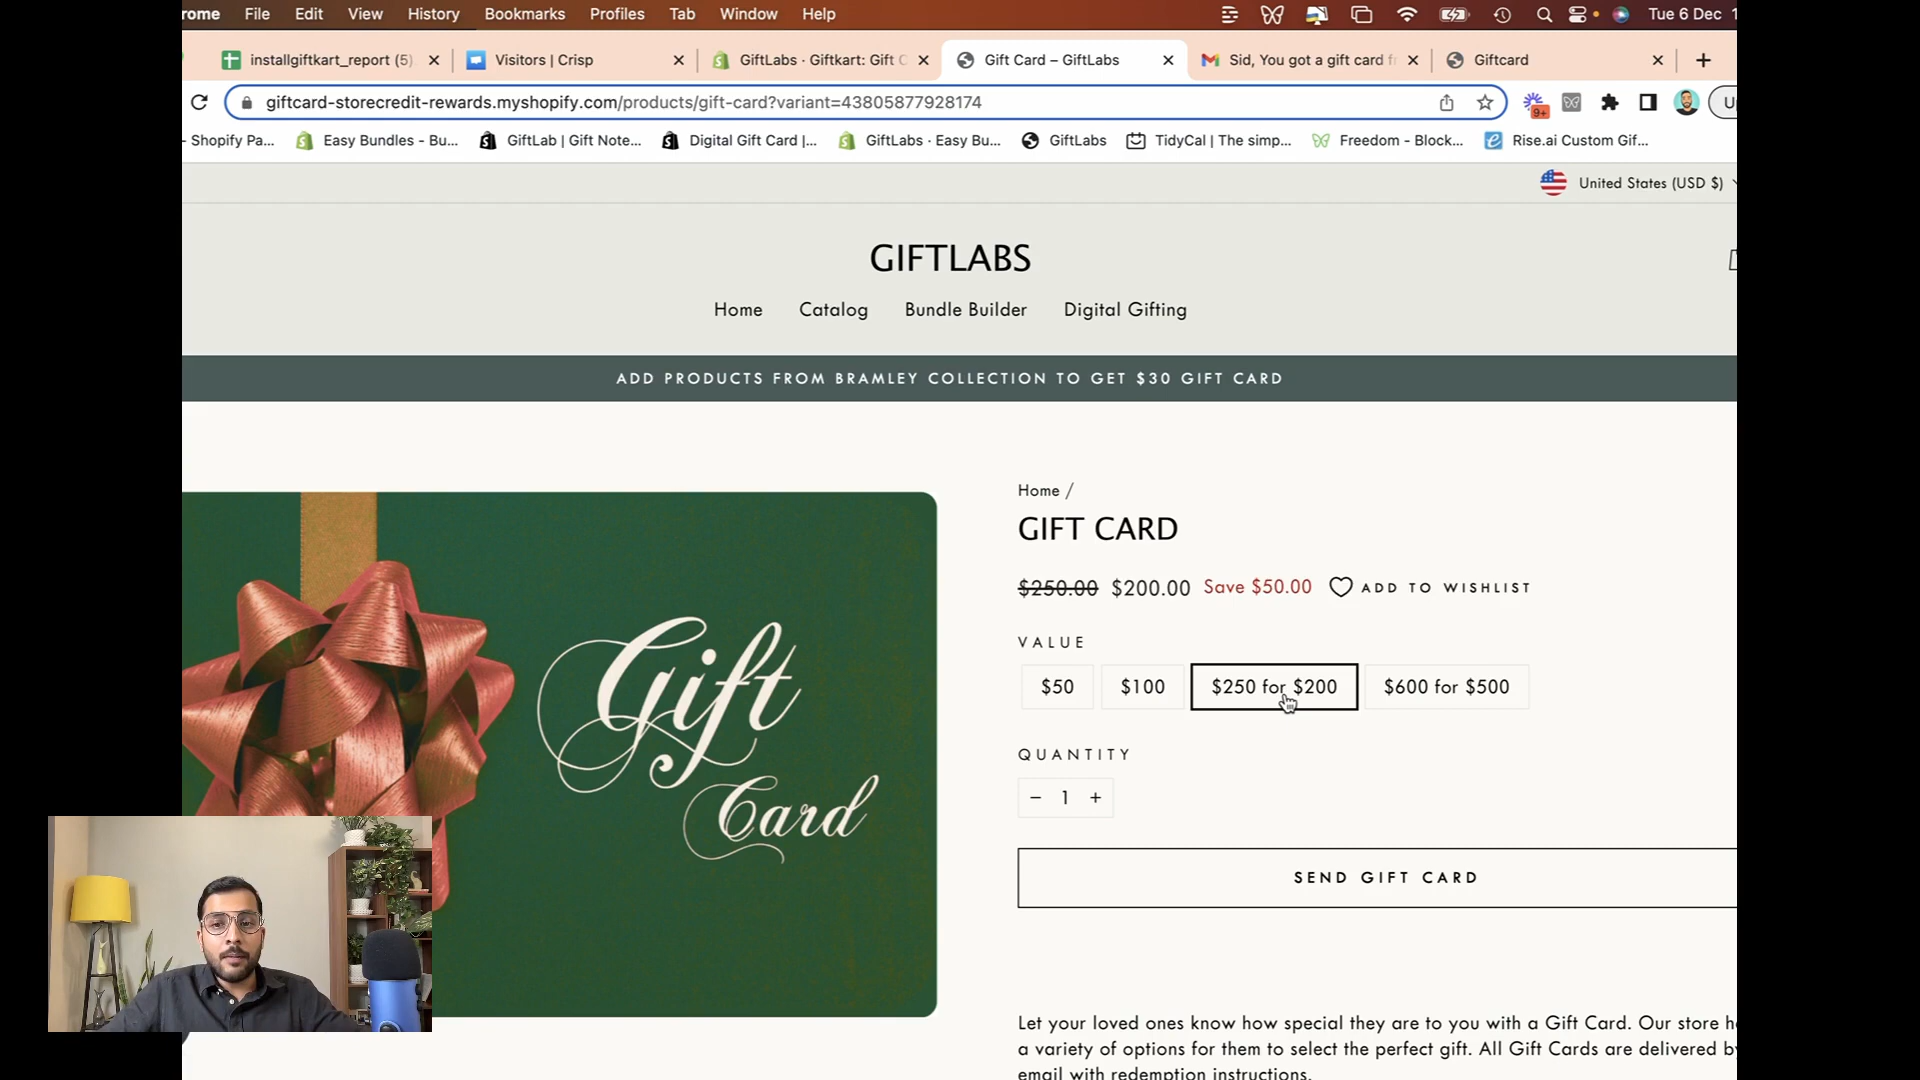 rome File Edit View History Bookmarks Profiles Tab Window Help Tue 6 Dec 1
installgiftkart_report (5) Visitors | Crisp GiftLabs · Giftkart: Gift C Gift Card – GiftLabs Sid, You got a gift card f Giftcard
giftcard-storecredit-rewards.myshopify.com/products/gift-card?variant=43805877928174 9+ U
- Shopify Pa... Easy Bundles - Bu... GiftLab | Gift Note... Digital Gift Card |... GiftLabs · Easy Bu... GiftLabs TidyCal | The simp... Freedom - Block... Rise.ai Custom Gif...
United States (USD $)
GIFTLABS
Home Catalog Bundle Builder Digital Gifting
ADD PRODUCTS FROM BRAMLEY COLLECTION TO GET $30 GIFT CARD
Home /
GIFT CARD
$250.00 $200.00 Save $50.00 ADD TO WISHLIST
VALUE
$50 $100 $250 for $200 $600 for $500
QUANTITY
− 1 +
SEND GIFT CARD
Gift
Card
Let your loved ones know how special they are to you with a Gift Card. Our store h
a variety of options for them to select the perfect gift. All Gift Cards are delivered b
email with redemption instructions.